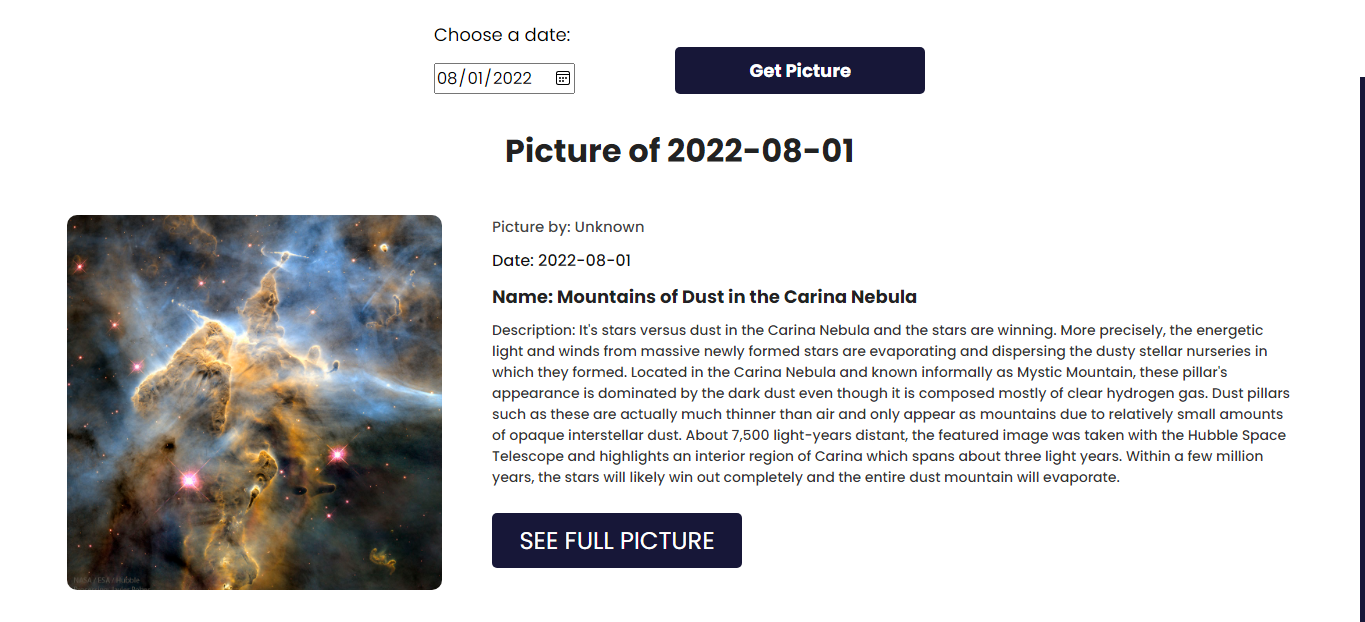 Choose a date:
08/01/2022
Get Picture
Picture of 2022-08-01
Picture by: Unknown
Date: 2022-08-01
Name: Mountains of Dust in the Carina Nebula
Description: It's stars versus dust in the Carina Nebula and the stars are winning. More precisely, the energetic
light and winds from massive newly formed stars are evaporating and dispersing the dusty stellar nurseries in
which they formed. Located in the Carina Nebula and known informally as Mystic Mountain, these pillar's
appearance is dominated by the dark dust even though it is composed mostly of clear hydrogen gas. Dust pillars
such as these are actually much thinner than air and only appear as mountains due to relatively small amounts
of opaque interstellar dust. About 7,500 light-years distant, the featured image was taken with the Hubble Space
Telescope and highlights an interior region of Carina which spans about three light years. Within a few million
years, the stars will likely win out completely and the entire dust mountain will evaporate.
SEE FULL PICTURE
NASA / ESA / Hubble